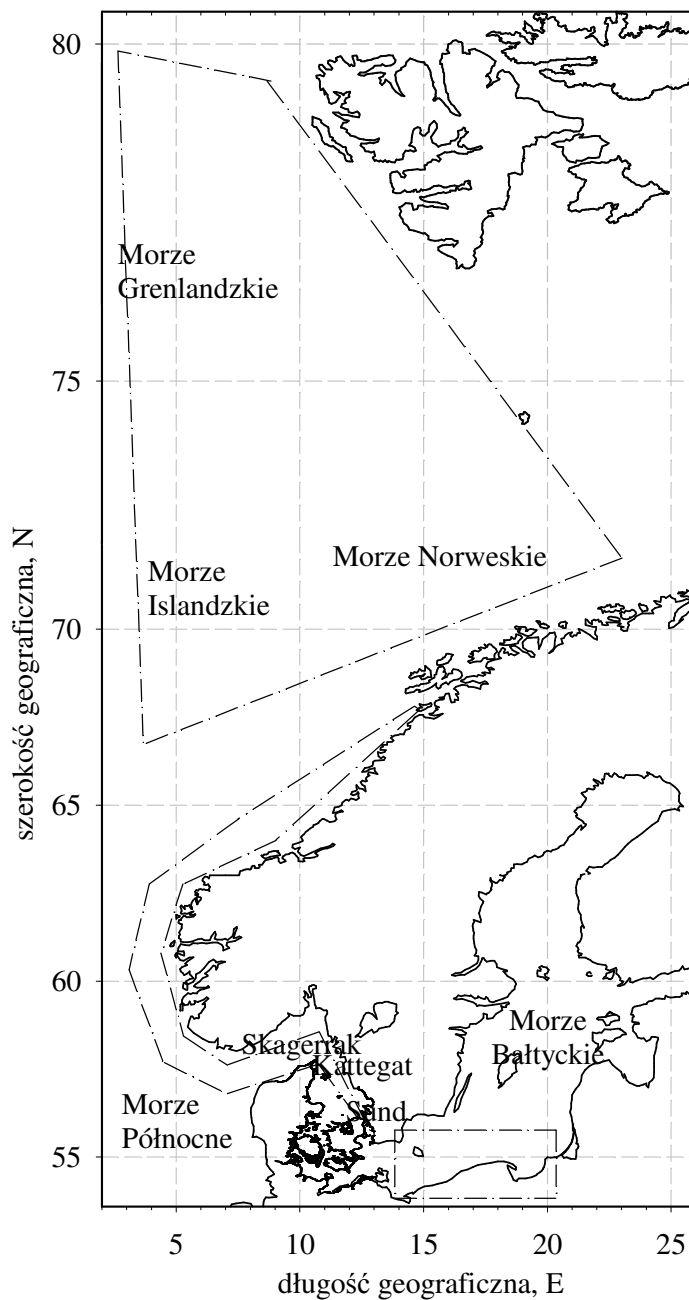 80
Morze
Grenlandzkie
75
Morze Norweskie
Morze
Islandzkie
70
szerokość geograficzna, N
65
60
Morze
Bałtyckie
Skagerrak
Kattegat
Sund
Morze
Północne
55
5 10 15 20 25
długość geograficzna, E